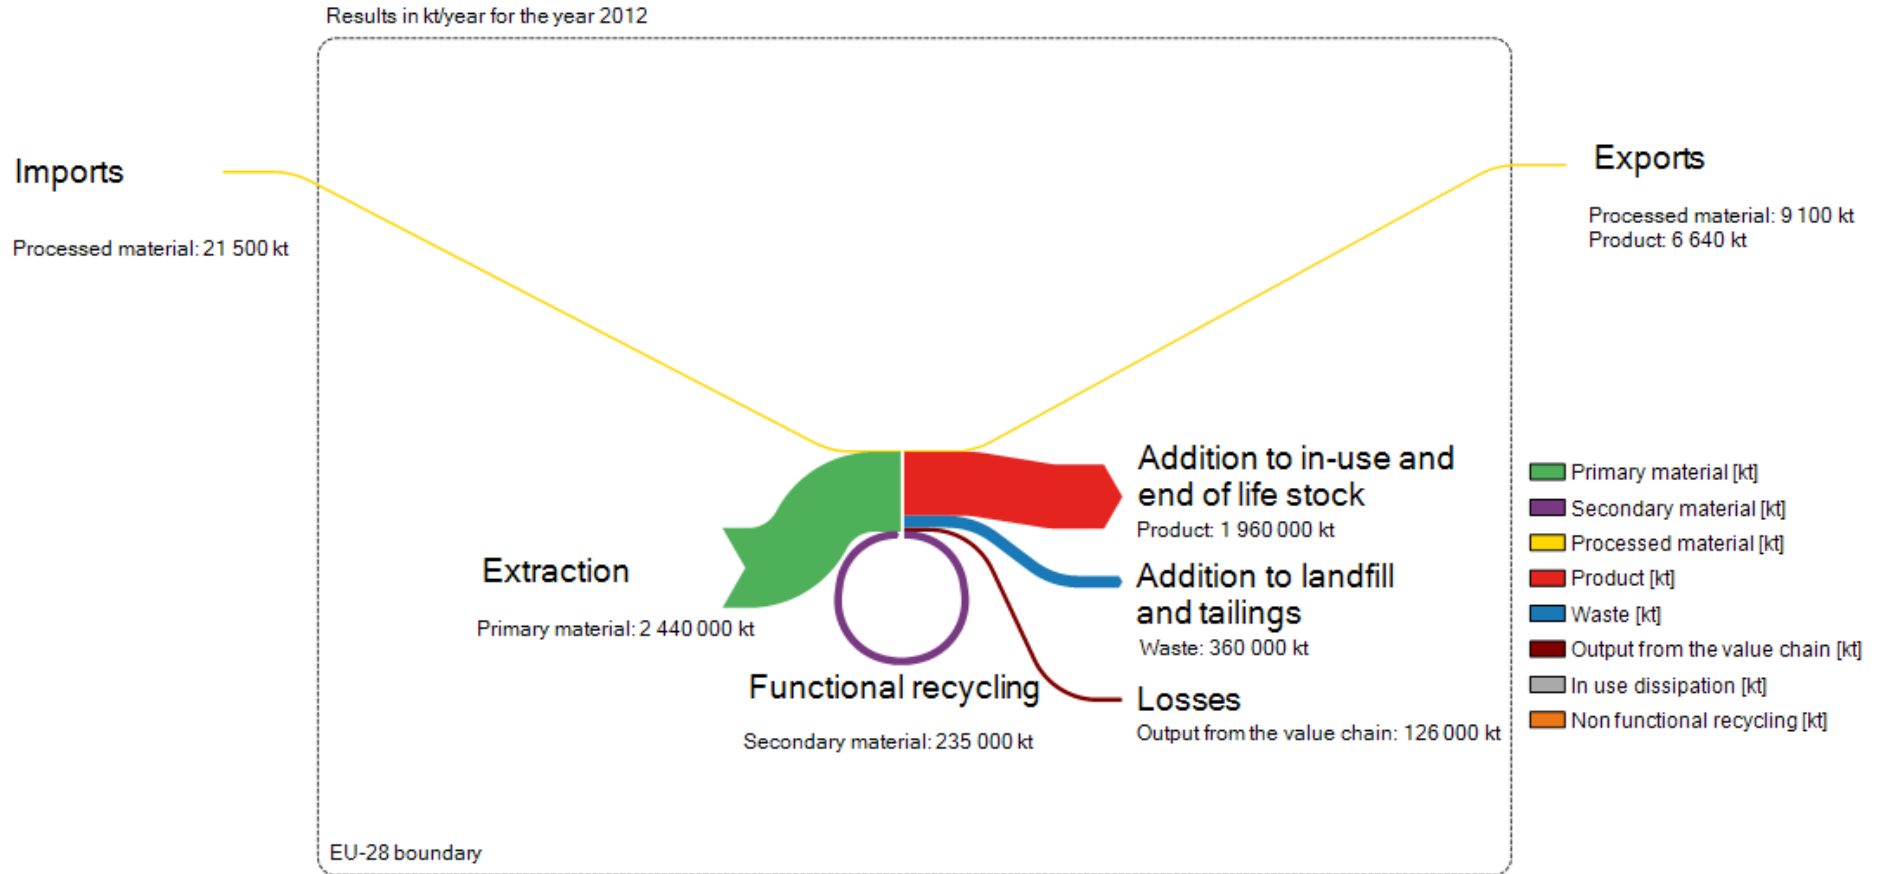 Results in kt/year for the year 2012
Imports
Processed material: 21 500 kt
Exports
Processed material: 9 100 kt
Product: 6 640 kt
Addition to in-use and
end of life stock
Product: 1 960 000 kt
Extraction
Primary material: 2 440 000 kt
Addition to landfill
and tailings
Waste: 360 000 kt
Functional recycling
Secondary material: 235 000 kt
Losses
Output from the value chain: 126 000 kt
Primary material [kt]
Secondary material [kt]
Processed material [kt]
Product [kt]
Waste [kt]
Output from the value chain [kt]
In use dissipation [kt]
Non functional recycling [kt]
EU-28 boundary